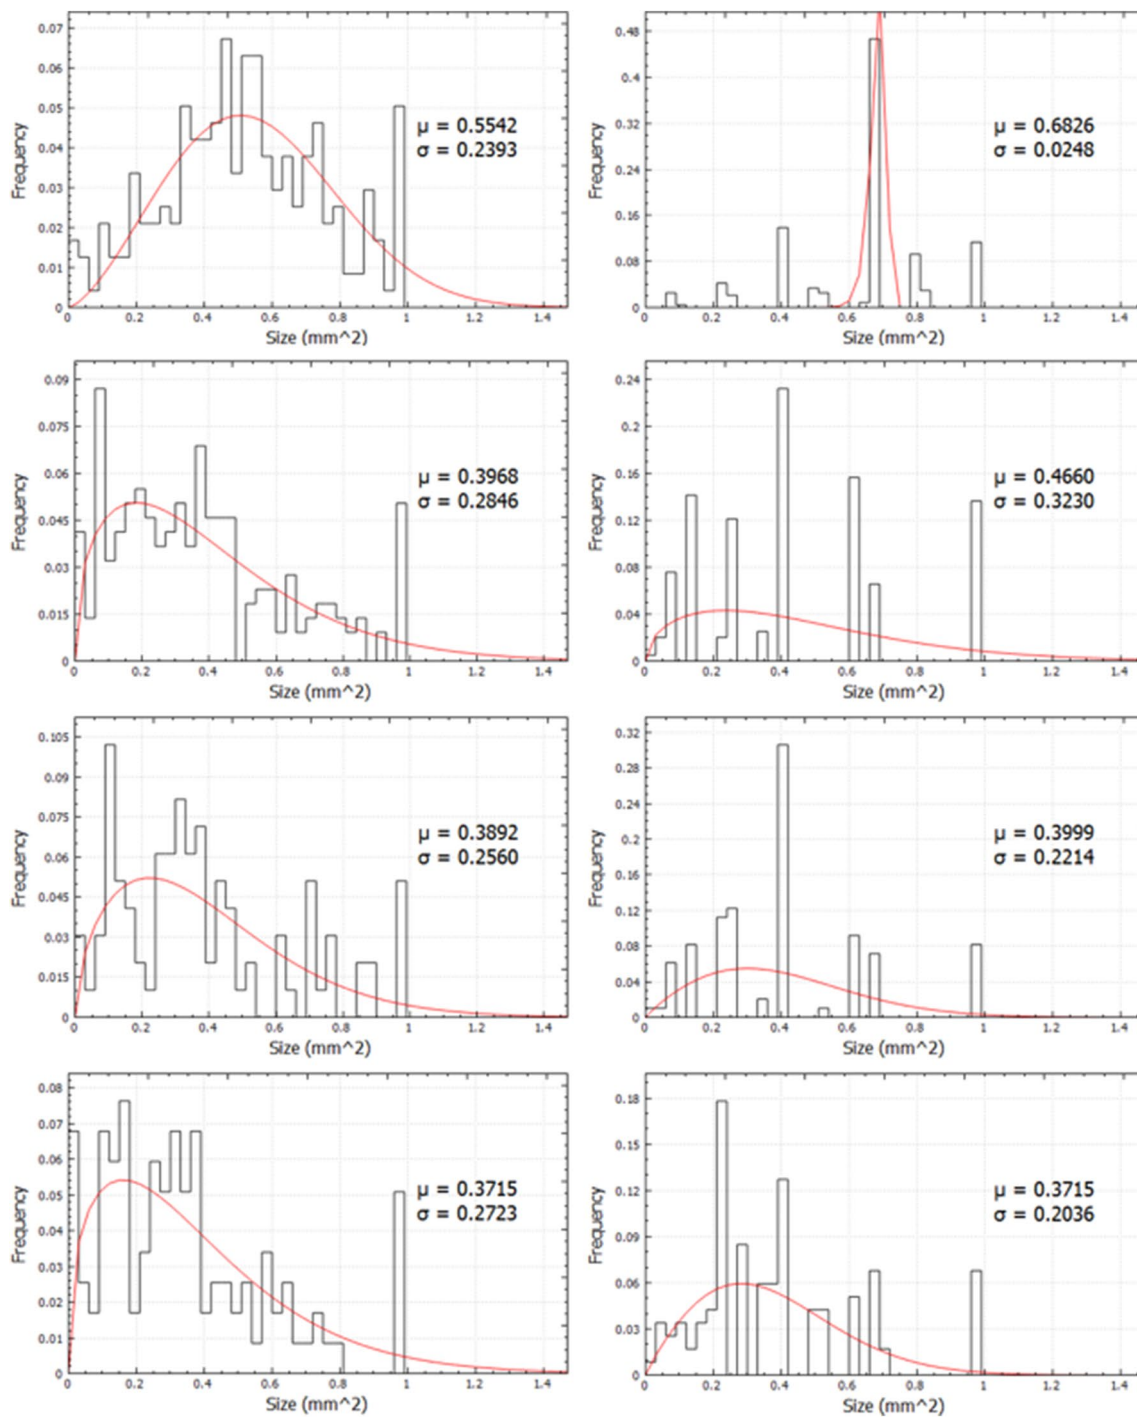 0.07
0.06
0.05
0.04
0.03
0.02
0.01
0
Frequency
μ = 0.5542
σ = 0.2393
0 0.2 0.4 0.6 0.8 1 1.2 1.4
Size (mm^2)
0.48
0.4
0.32
0.24
0.16
0.08
0
Frequency
μ = 0.6826
σ = 0.0248
0 0.2 0.4 0.6 0.8 1 1.2 1.4
Size (mm^2)
0.09
0.075
0.06
0.045
0.03
0.015
0
Frequency
μ = 0.3968
σ = 0.2846
0 0.2 0.4 0.6 0.8 1 1.2 1.4
Size (mm^2)
0.24
0.2
0.16
0.12
0.08
0.04
0
Frequency
μ = 0.4660
σ = 0.3230
0 0.2 0.4 0.6 0.8 1 1.2 1.4
Size (mm^2)
0.105
0.09
0.075
0.06
0.045
0.03
0.015
0
Frequency
μ = 0.3892
σ = 0.2560
0 0.2 0.4 0.6 0.8 1 1.2 1.4
Size (mm^2)
0.32
0.28
0.24
0.2
0.16
0.12
0.08
0.04
0
Frequency
μ = 0.3999
σ = 0.2214
0 0.2 0.4 0.6 0.8 1 1.2 1.4
Size (mm^2)
0.08
0.07
0.06
0.05
0.04
0.03
0.02
0.01
0
Frequency
μ = 0.3715
σ = 0.2723
0 0.2 0.4 0.6 0.8 1 1.2 1.4
Size (mm^2)
0.18
0.15
0.12
0.09
0.06
0.03
0
Frequency
μ = 0.3715
σ = 0.2036
0 0.2 0.4 0.6 0.8 1 1.2 1.4
Size (mm^2)